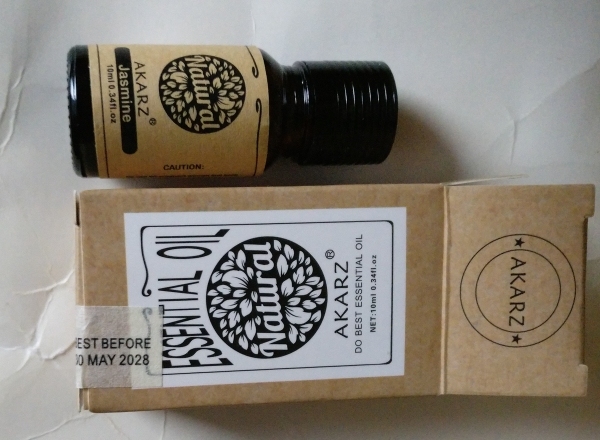 Natural
AKARZ®
Jasmine
10ml 0.34fl.oz
CAUTION:
ESSENTIAL OIL
Natural
AKARZ®
DO BEST ESSENTIAL OIL
NET:10ml 0.34fl.oz
EST BEFORE
0 MAY 2028
AKARZ